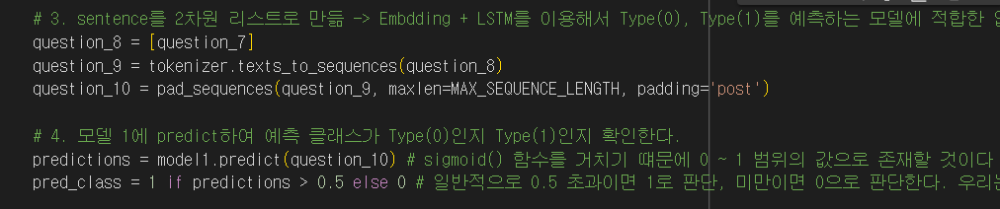 # 3. sentence를 2차원 리스트로 만듦 -> Embdding + LSTM를 이용해서 Type(0), Type(1)를 예측하는 모델에 적합한
question_8 = [question_7]
question_9 = tokenizer.texts_to_sequences(question_8)
question_10 = pad_sequences(question_9, maxlen=MAX_SEQUENCE_LENGTH, padding='post')
# 4. 모델 1에 predict하여 예측 클래스가 Type(0)인지 Type(1)인지 확인한다.
predictions = model1.predict(question_10) # sigmoid() 함수를 거치기 떄문에 0 ~ 1 범위의 값으로 존재할 것이다
pred_class = 1 if predictions > 0.5 else 0 # 일반적으로 0.5 초과이면 1로 판단, 미만이면 0으로 판단한다. 우리는